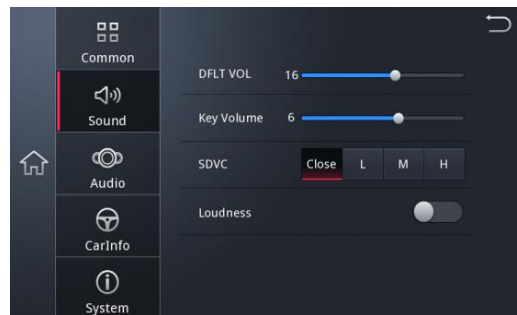 Common
Sound
Audio
CarInfo
System
DFLT VOL 16
Key Volume 6
SDVC Close L M H
Loudness